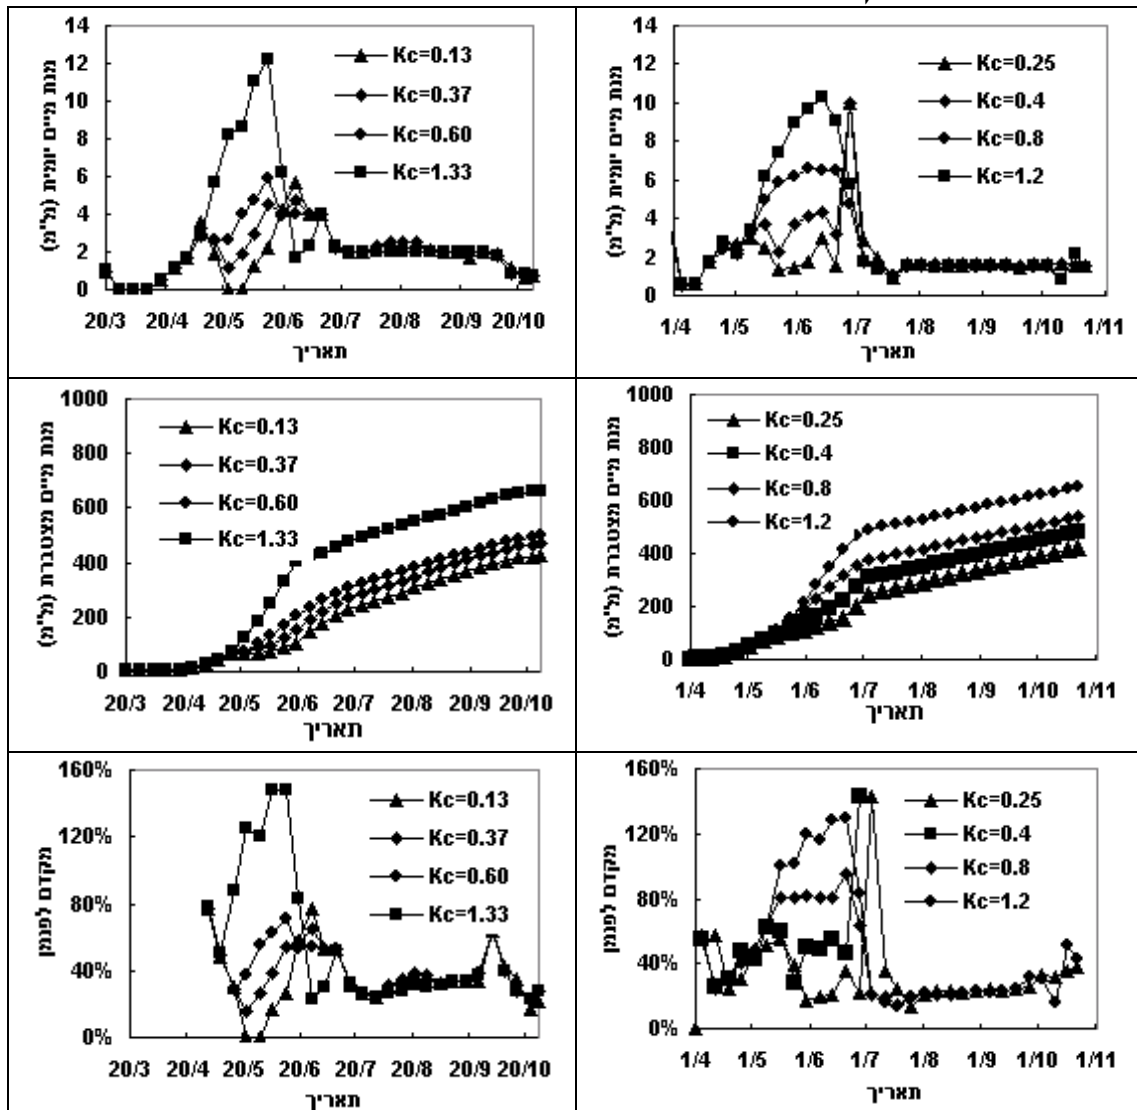 מנת מיים יומית (מ"מ)
14
12
10
8
6
4
2
0
Kc=0.13
Kc=0.37
Kc=0.60
Kc=1.33
20/3 20/4 20/5 20/6 20/7 20/8 20/9 20/10
תאריך
מנת מיים יומית (מ"מ)
14
12
10
8
6
4
2
0
Kc=0.25
Kc=0.4
Kc=0.8
Kc=1.2
1/4 1/5 1/6 1/7 1/8 1/9 1/10 1/11
תאריך
מנת מיים מצטברת (מ"מ)
1000
800
600
400
200
0
Kc=0.13
Kc=0.37
Kc=0.60
Kc=1.33
20/3 20/4 20/5 20/6 20/7 20/8 20/9 20/10
תאריך
מנת מיים מצטברת (מ"מ)
1000
800
600
400
200
0
Kc=0.25
Kc=0.4
Kc=0.8
Kc=1.2
1/4 1/5 1/6 1/7 1/8 1/9 1/10 1/11
תאריך
מקדם לפנמן
160%
120%
80%
40%
0%
Kc=0.13
Kc=0.37
Kc=0.60
Kc=1.33
20/3 20/4 20/5 20/6 20/7 20/8 20/9 20/10
תאריך
מקדם לפנמן
160%
120%
80%
40%
0%
Kc=0.25
Kc=0.4
Kc=0.8
Kc=1.2
1/4 1/5 1/6 1/7 1/8 1/9 1/10 1/11
תאריך